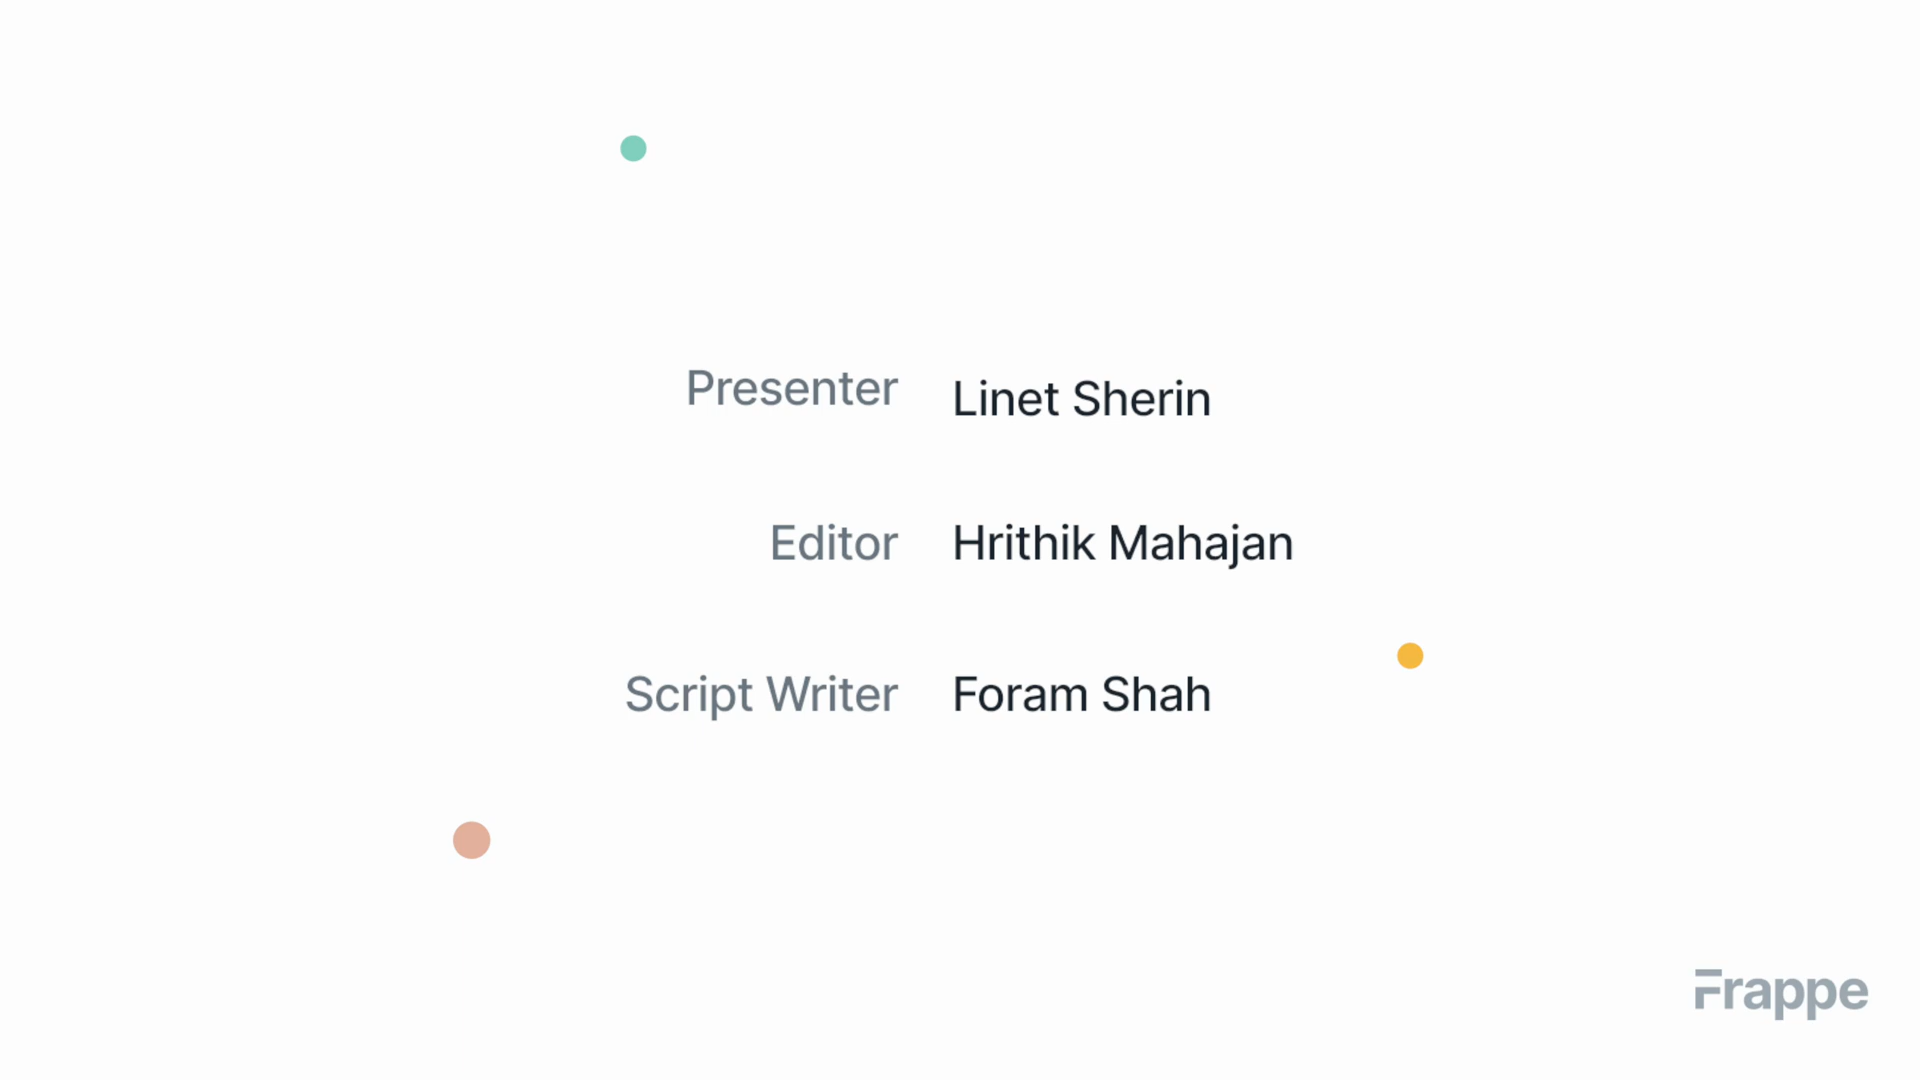 Presenter Linet Sherin
Editor Hrithik Mahajan
Script Writer Foram Shah
Frappe